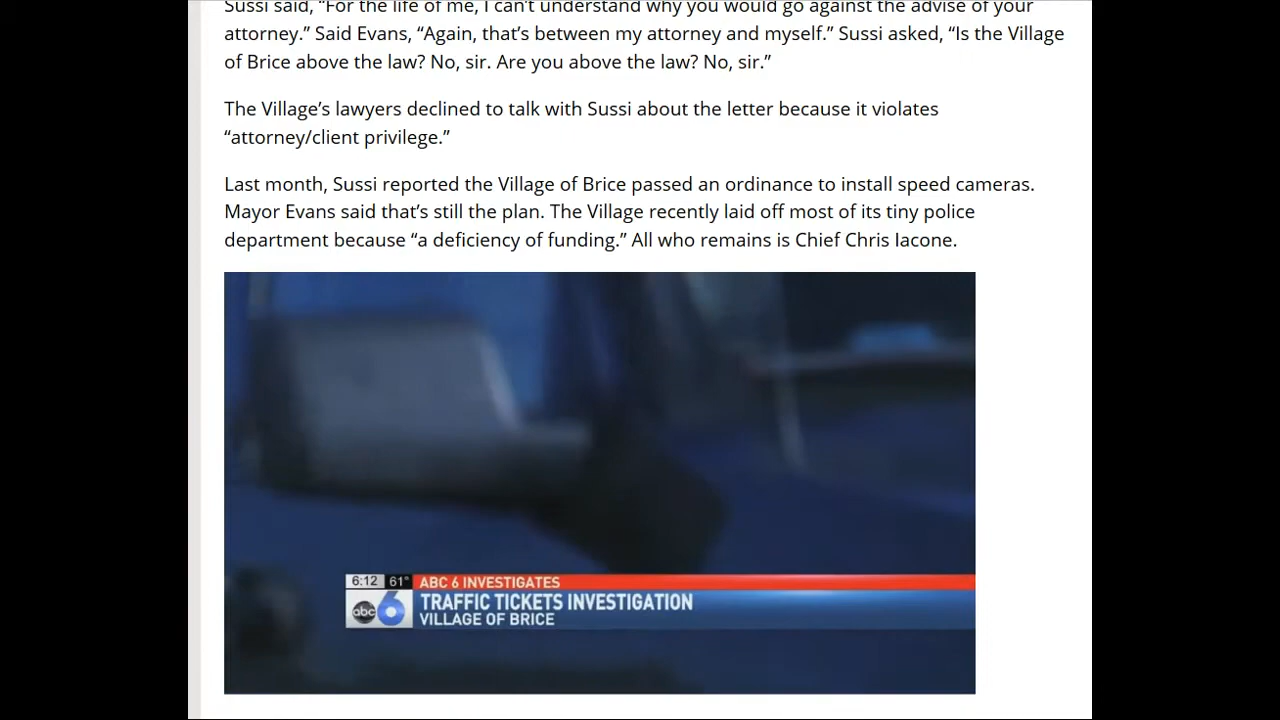 Sussi said, “For the life of me, I can’t understand why you would go against the advise of your
attorney.” Said Evans, “Again, that’s between my attorney and myself.” Sussi asked, “Is the Village
of Brice above the law? No, sir. Are you above the law? No, sir.”
The Village’s lawyers declined to talk with Sussi about the letter because it violates
“attorney/client privilege.”
Last month, Sussi reported the Village of Brice passed an ordinance to install speed cameras.
Mayor Evans said that’s still the plan. The Village recently laid off most of its tiny police
department because “a deficiency of funding.” All who remains is Chief Chris Iacone.
6:12 61° ABC 6 INVESTIGATES
abc 6 TRAFFIC TICKETS INVESTIGATION
VILLAGE OF BRICE